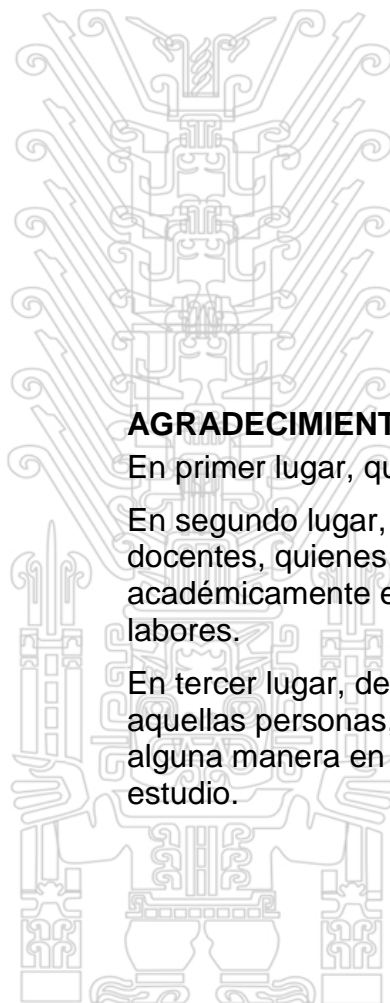 AGRADECIMIENT
En primer lugar, qu
En segundo lugar,
docentes, quienes
académicamente e
labores.
En tercer lugar, de
aquellas personas
alguna manera en
estudio.